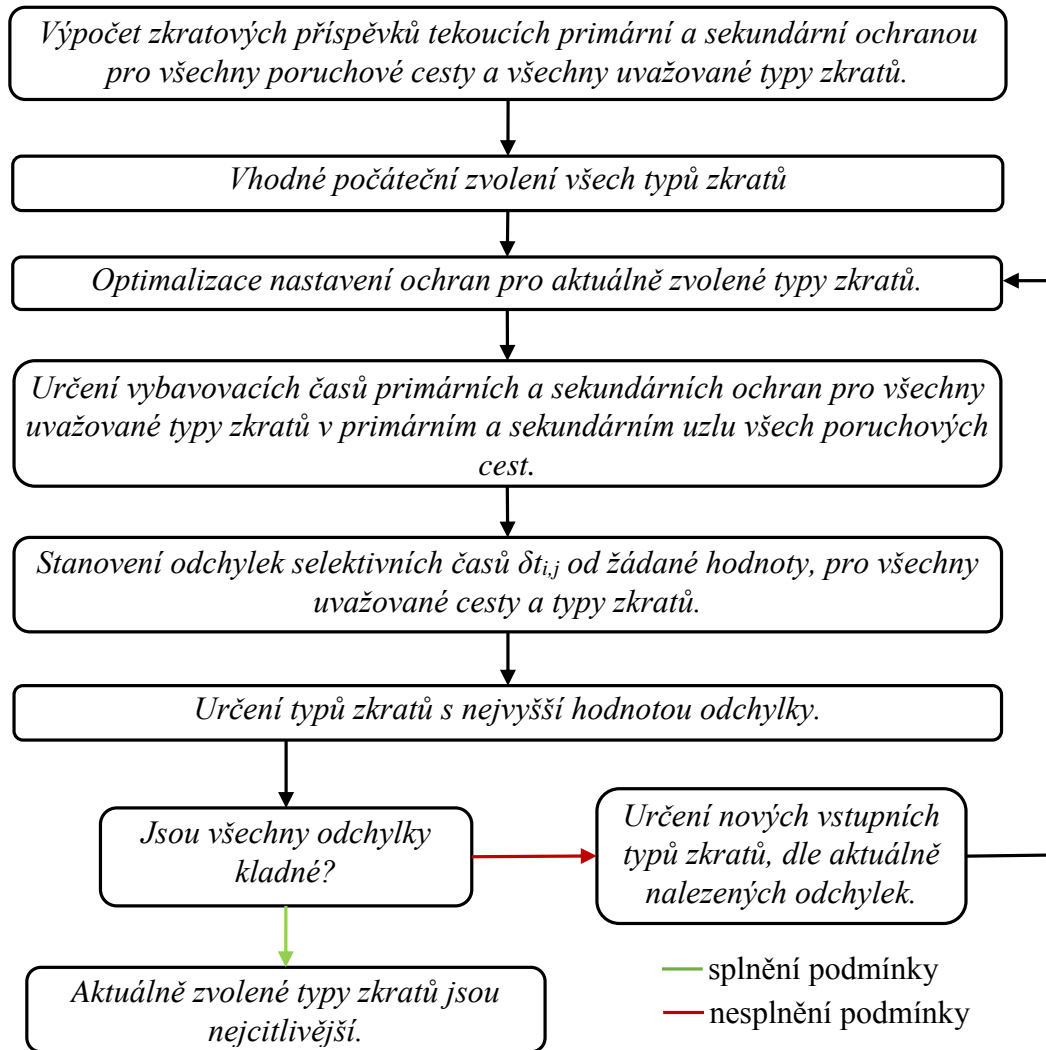 Výpočet zkratových příspěvků tekoucích primární a sekundární ochranou
pro všechny poruchové cesty a všechny uvažované typy zkratů.
Vhodné počáteční zvolení všech typů zkratů
Optimalizace nastavení ochran pro aktuálně zvolené typy zkratů.
Určení vybavovacích časů primárních a sekundárních ochran pro všechny
uvažované typy zkratů v primárním a sekundárním uzlu všech poruchových
cest.
Stanovení odchylek selektivních časů δt_{i,j} od žádané hodnoty, pro všechny
uvažované cesty a typy zkratů.
Určení typů zkratů s nejvyšší hodnotou odchylky.
Jsou všechny odchylky
kladné?
Určení nových vstupních
typů zkratů, dle aktuálně
nalezených odchylek.
Aktuálně zvolené typy zkratů jsou
nejcitlivější.
splnění podmínky
nesplnění podmínky